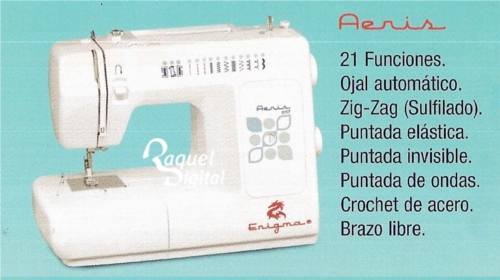 Aeris
21 Funciones.
Ojal automático.
Zig-Zag (Sulfilado).
Puntada elástica.
Puntada invisible.
Puntada de ondas.
Crochet de acero.
Brazo libre.
Aeris
Raquel
Digital
Enigma